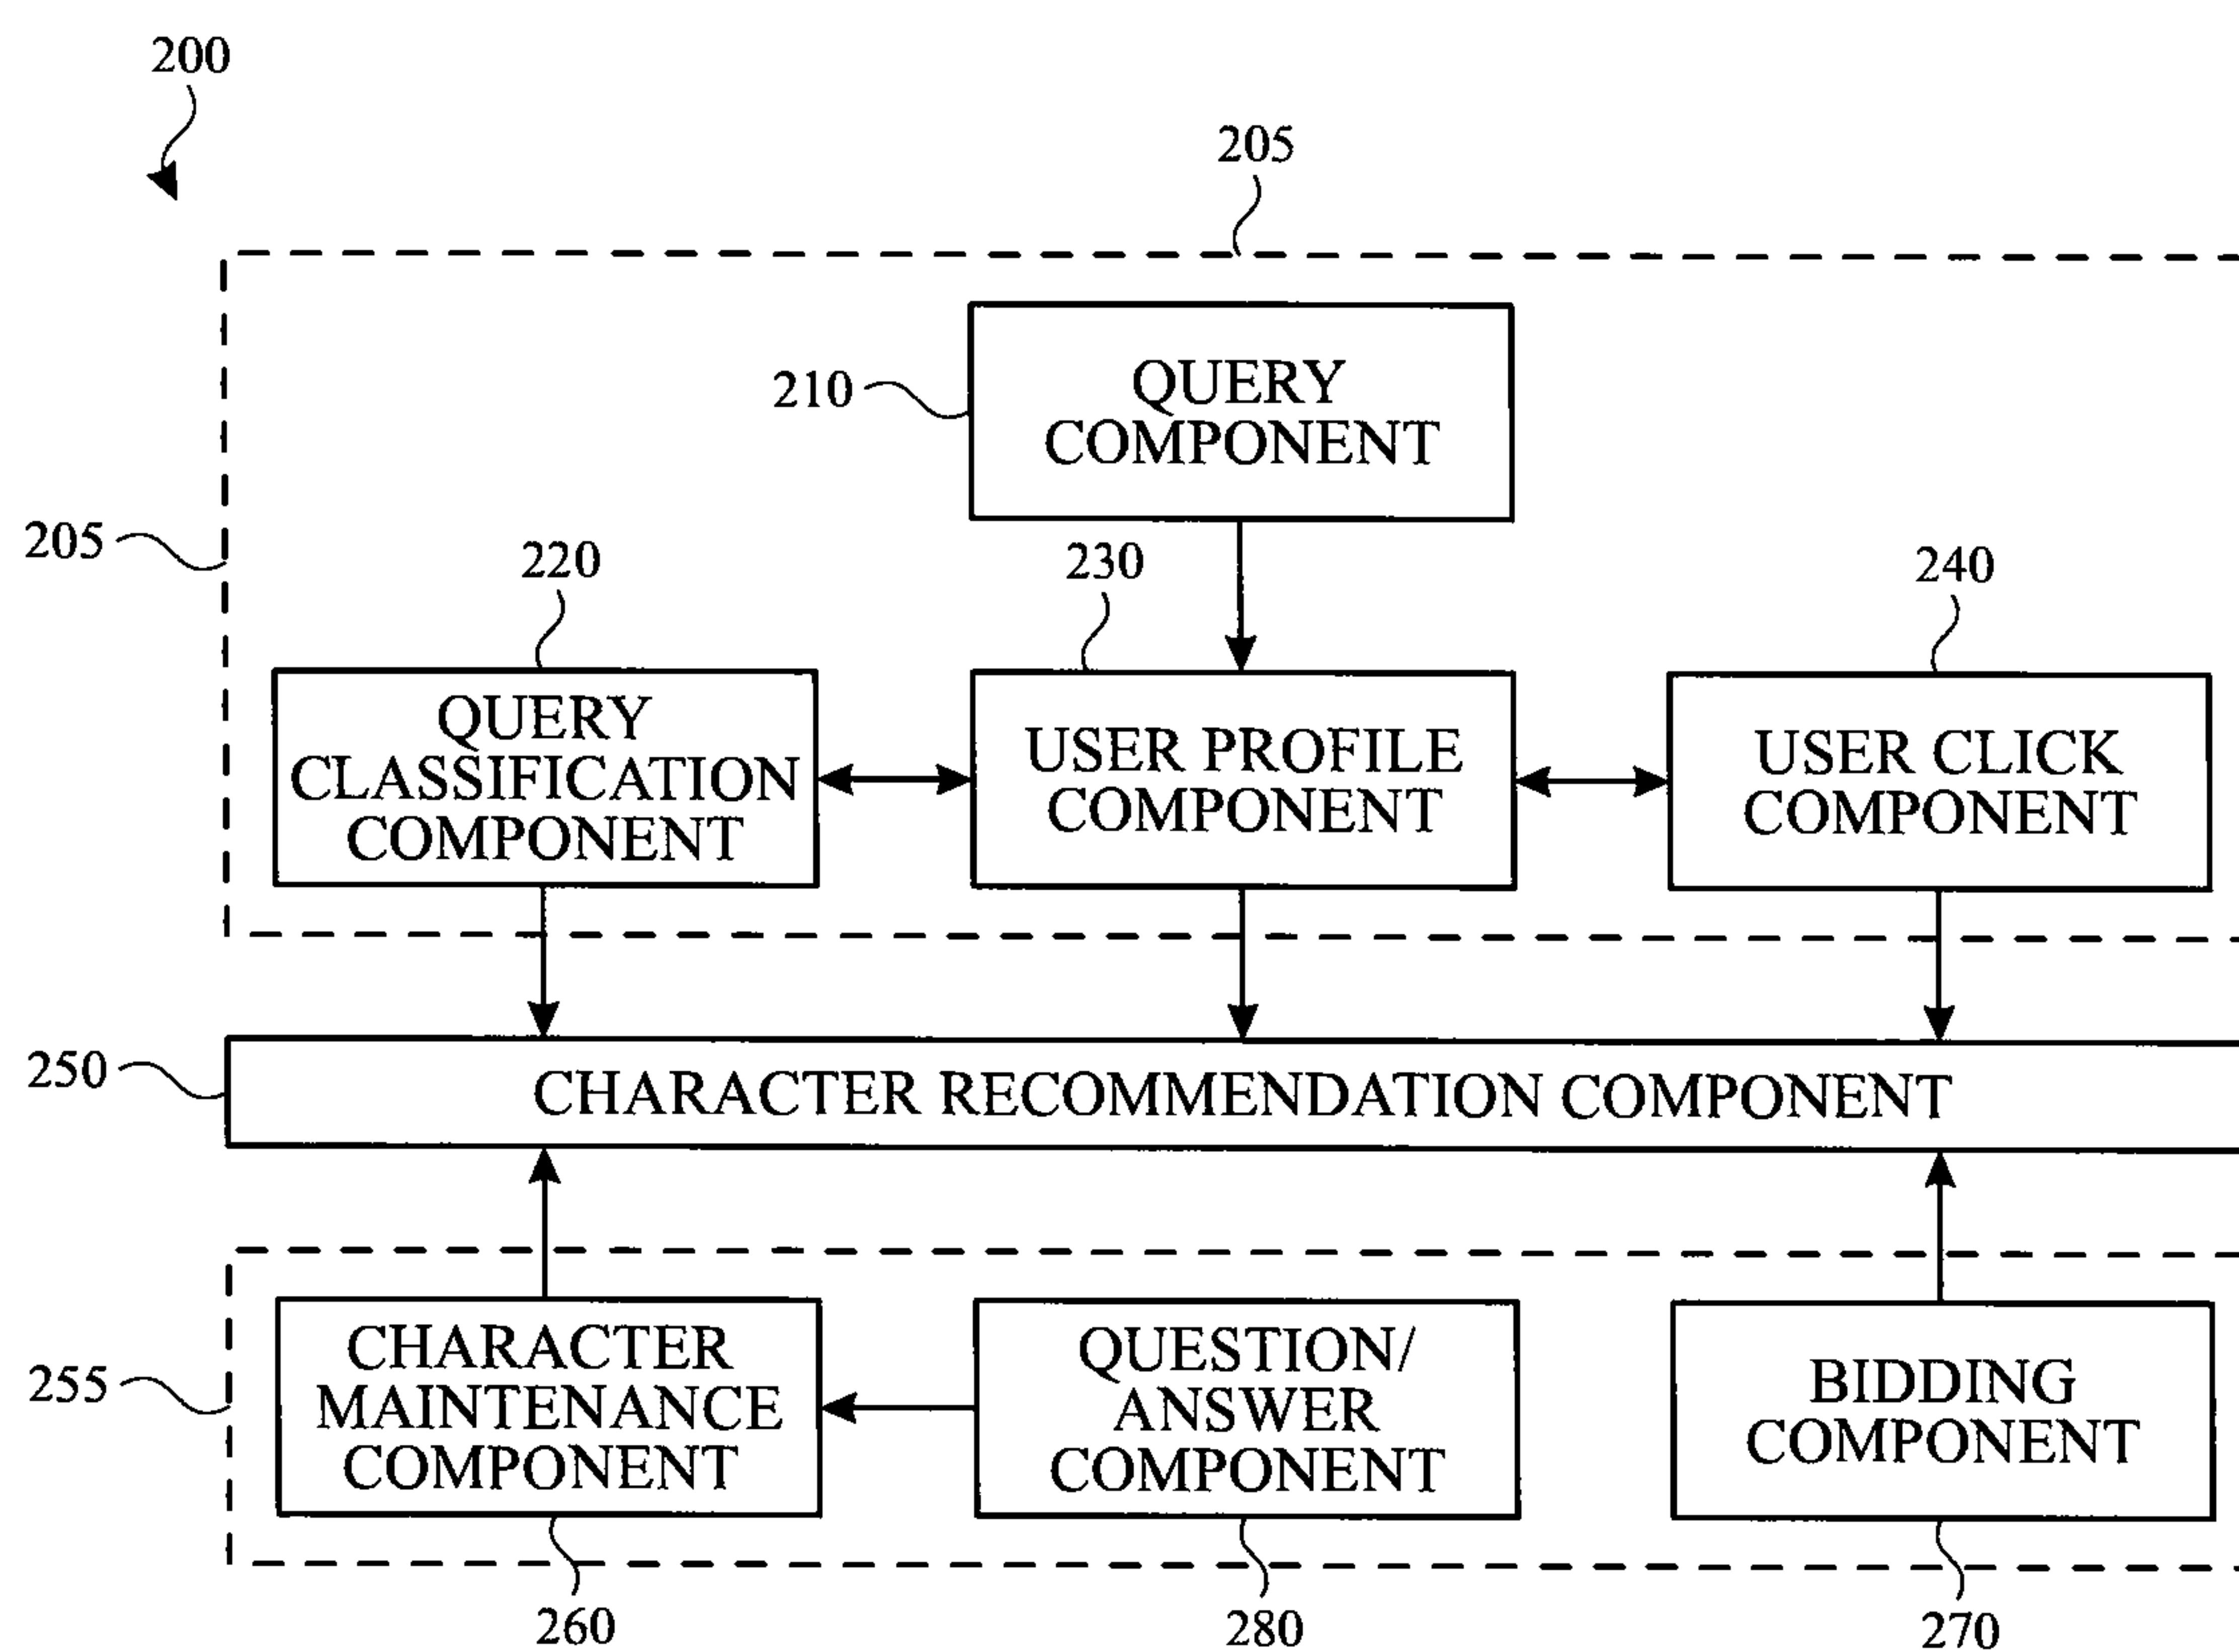 200
205
210
QUERY
COMPONENT
205
220
230
240
QUERY
CLASSIFICATION
COMPONENT
USER PROFILE
COMPONENT
USER CLICK
COMPONENT
250
CHARACTER RECOMMENDATION COMPONENT
255
CHARACTER
MAINTENANCE
COMPONENT
QUESTION/
ANSWER
COMPONENT
BIDDING
COMPONENT
260
280
270